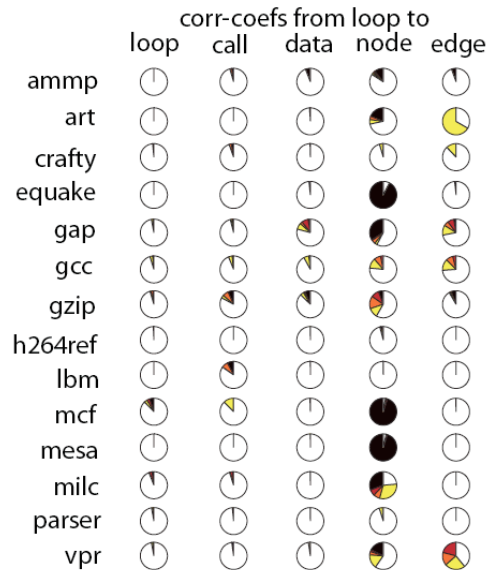 corr-coefs from loop to
loop call data node edge
ammp
art
crafty
equake
gap
gcc
gzip
h264ref
lbm
mcf
mesa
milc
parser
vpr